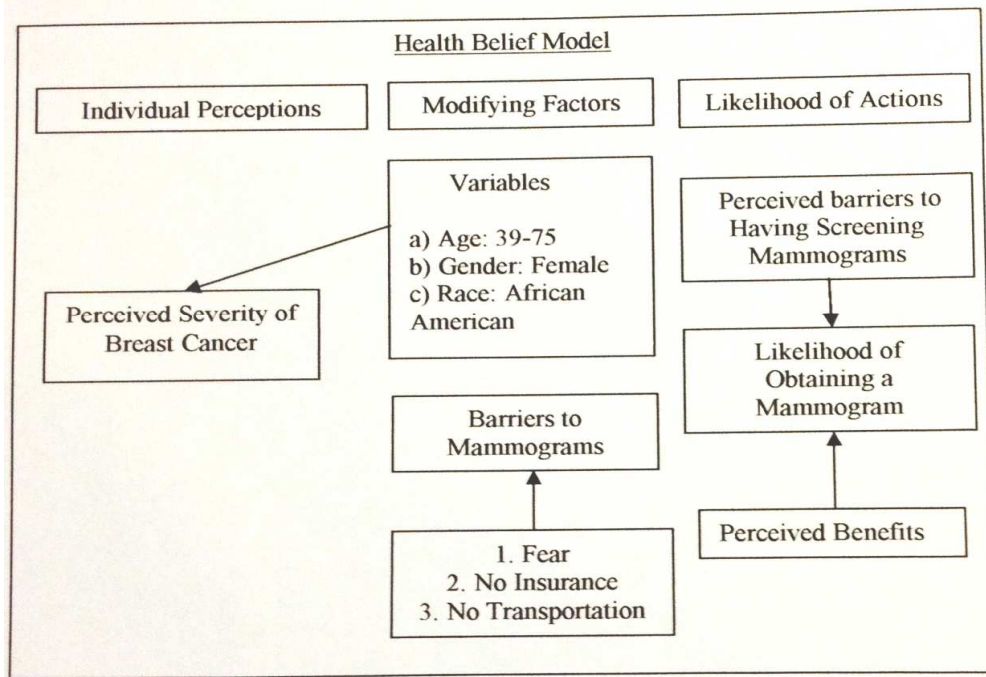 Health Belief Model
Individual Perceptions
Modifying Factors
Likelihood of Actions
Variables
a) Age: 39-75
b) Gender: Female
c) Race: African
American
Perceived Severity of
Breast Cancer
Barriers to
Mammograms
1. Fear
2. No Insurance
3. No Transportation
Perceived barriers to
Having Screening
Mammograms
Likelihood of
Obtaining a
Mammogram
Perceived Benefits